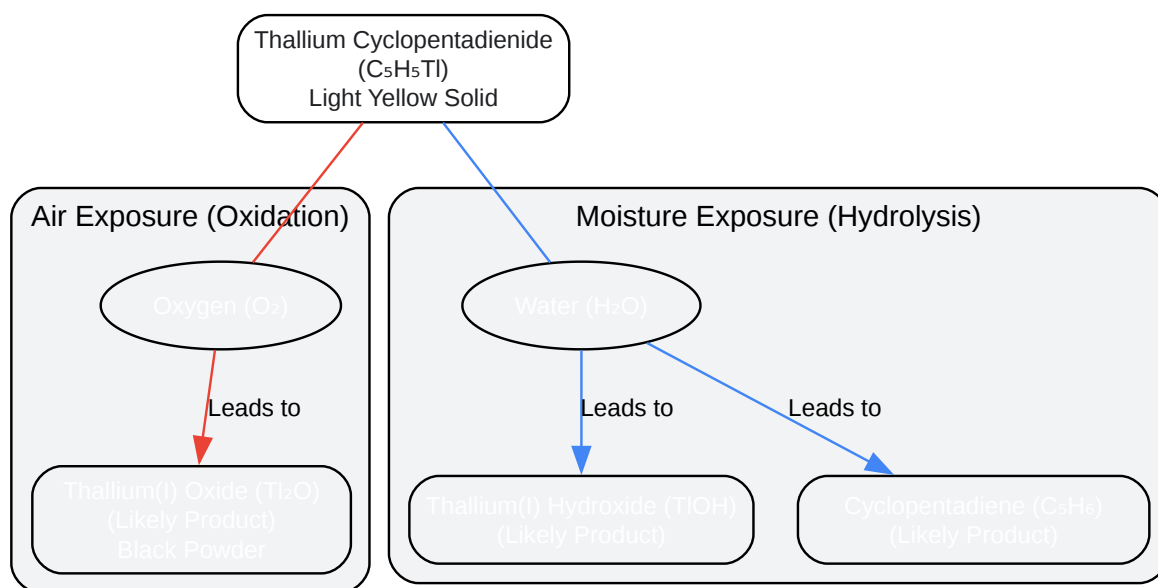 Thallium Cyclopentadienide
(C₅H₅Tl)
Light Yellow Solid
Air Exposure (Oxidation)
Moisture Exposure (Hydrolysis)
Oxygen (O₂)
Water (H₂O)
Leads to
Leads to
Leads to
Thallium(I) Oxide (Tl₂O)
(Likely Product)
Black Powder
Thallium(I) Hydroxide (TlOH)
(Likely Product)
Cyclopentadiene (C₅H₆)
(Likely Product)